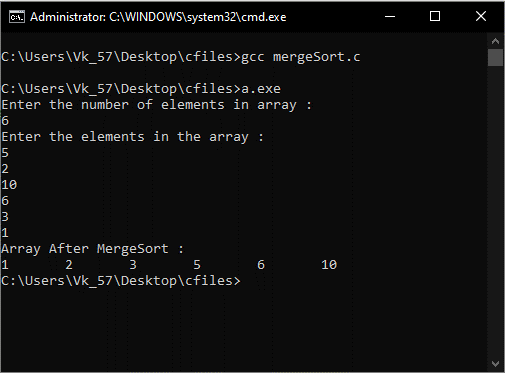 Administrator: C:\WINDOWS\system32\cmd.exe
C:\Users\Vk_57\Desktop\cfiles>gcc mergeSort.c
C:\Users\Vk_57\Desktop\cfiles>a.exe
Enter the number of elements in array :
6
Enter the elements in the array :
5
2
10
6
3
1
Array After MergeSort :
1 2 3 5 6 10
C:\Users\Vk_57\Desktop\cfiles>